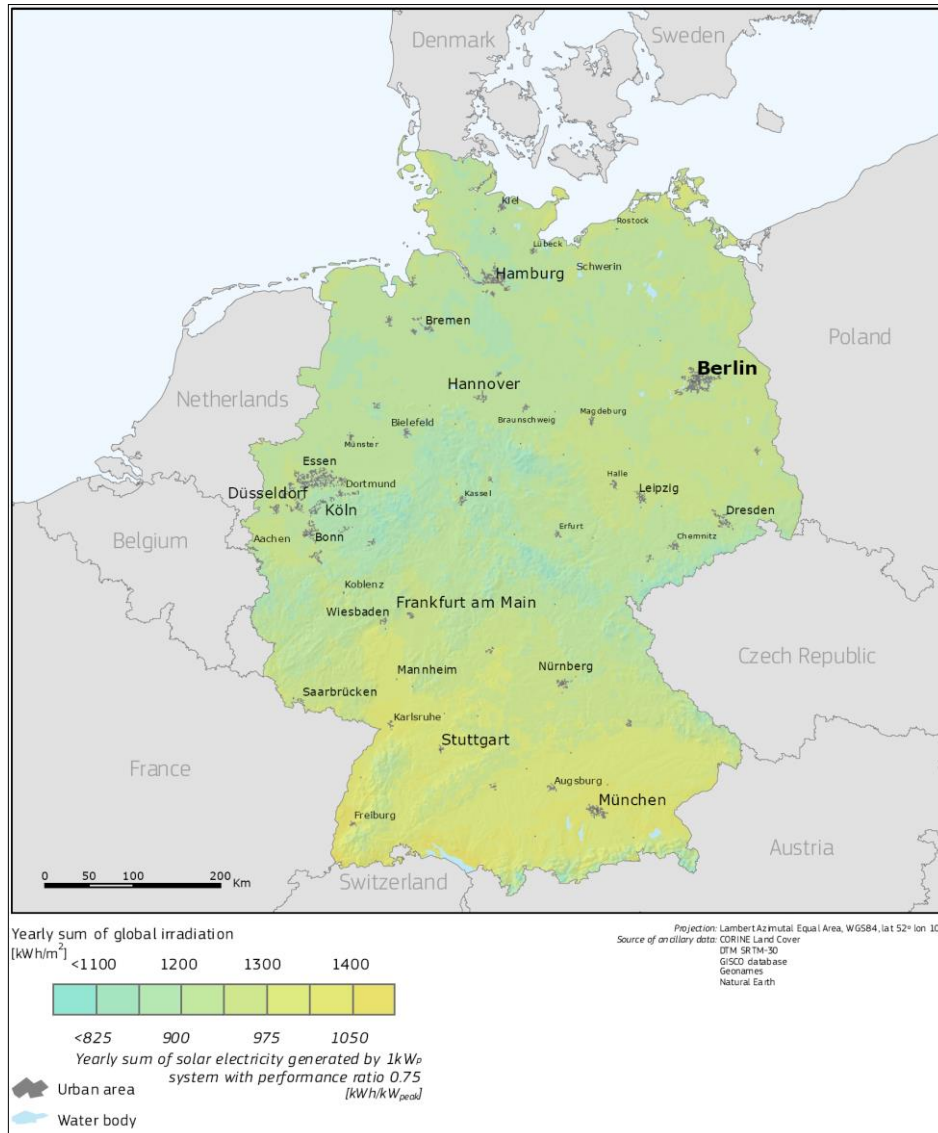 Denmark
Sweden
Kiel
Rostock
Lübeck
Hamburg
Schwerin
Bremen
Poland
Berlin
Netherlands
Hannover
Bielefeld
Braunschweig
Magdeburg
Münster
Essen
Dortmund
Düsseldorf
Kassel
Halle
Leipzig
Köln
Dresden
Belgium
Aachen
Bonn
Erfurt
Chemnitz
Koblenz
Frankfurt am Main
Wiesbaden
Czech Republic
Mannheim
Nürnberg
Saarbrücken
Karlsruhe
Stuttgart
France
Augsburg
München
Freiburg
Austria
0 50 100 200 Km
Switzerland
Yearly sum of global irradiation
[kWh/m²]
<1100 1200 1300 1400
<825 900 975 1050
Yearly sum of solar electricity generated by 1kWp
system with performance ratio 0.75
[kWh/kWpeak]
Urban area
Water body
Projection: Lambert Azimutal Equal Area, WGS84, lat 52º lon 10
Source of ancillary data: CORINE Land Cover
DTM SRTM-30
GISCO database
Geonames
Natural Earth